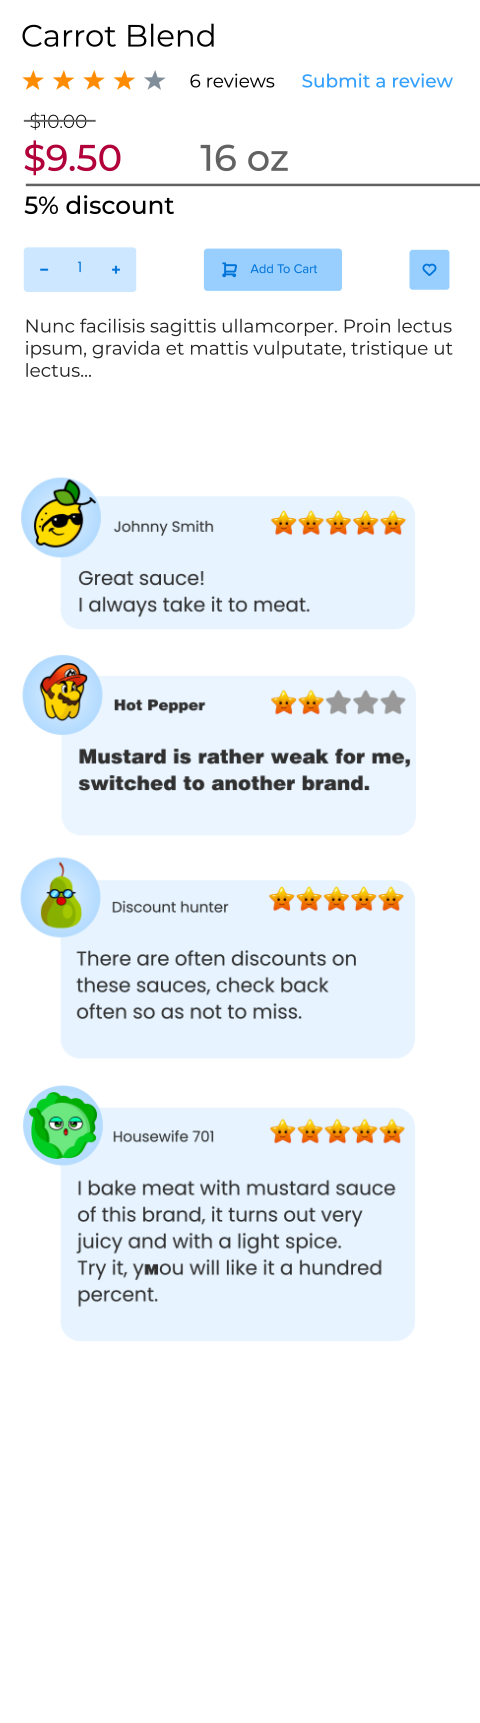 Carrot Blend
6 reviews Submit a review
$10.00
$9.50 16 oz
5% discount
- 1 + Add To Cart
Nunc facilisis sagittis ullamcorper. Proin lectus
ipsum, gravida et mattis vulputate, tristique ut
lectus...
Johnny Smith
Great sauce!
I always take it to meat.
M
Hot Pepper
Mustard is rather weak for me,
switched to another brand.
Discount hunter
There are often discounts on
these sauces, check back
often so as not to miss.
Housewife 701
I bake meat with mustard sauce
of this brand, it turns out very
juicy and with a light spice.
Try it, yмou will like it a hundred
percent.